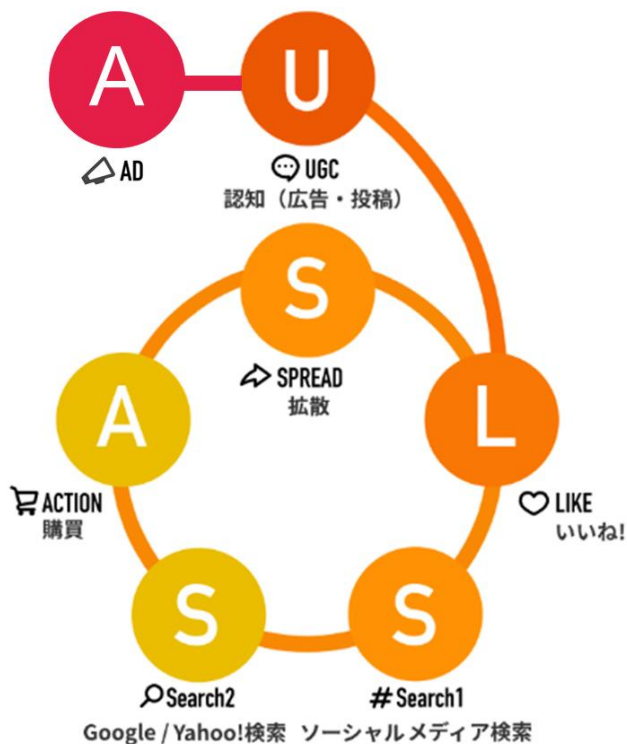 A
U
AD
UGC
認知（広告・投稿）
S
SPREAD
拡散
A
L
ACTION
購買
LIKE
いいね!
S
S
Search2
#Search1
Google / Yahoo!検索
ソーシャルメディア検索